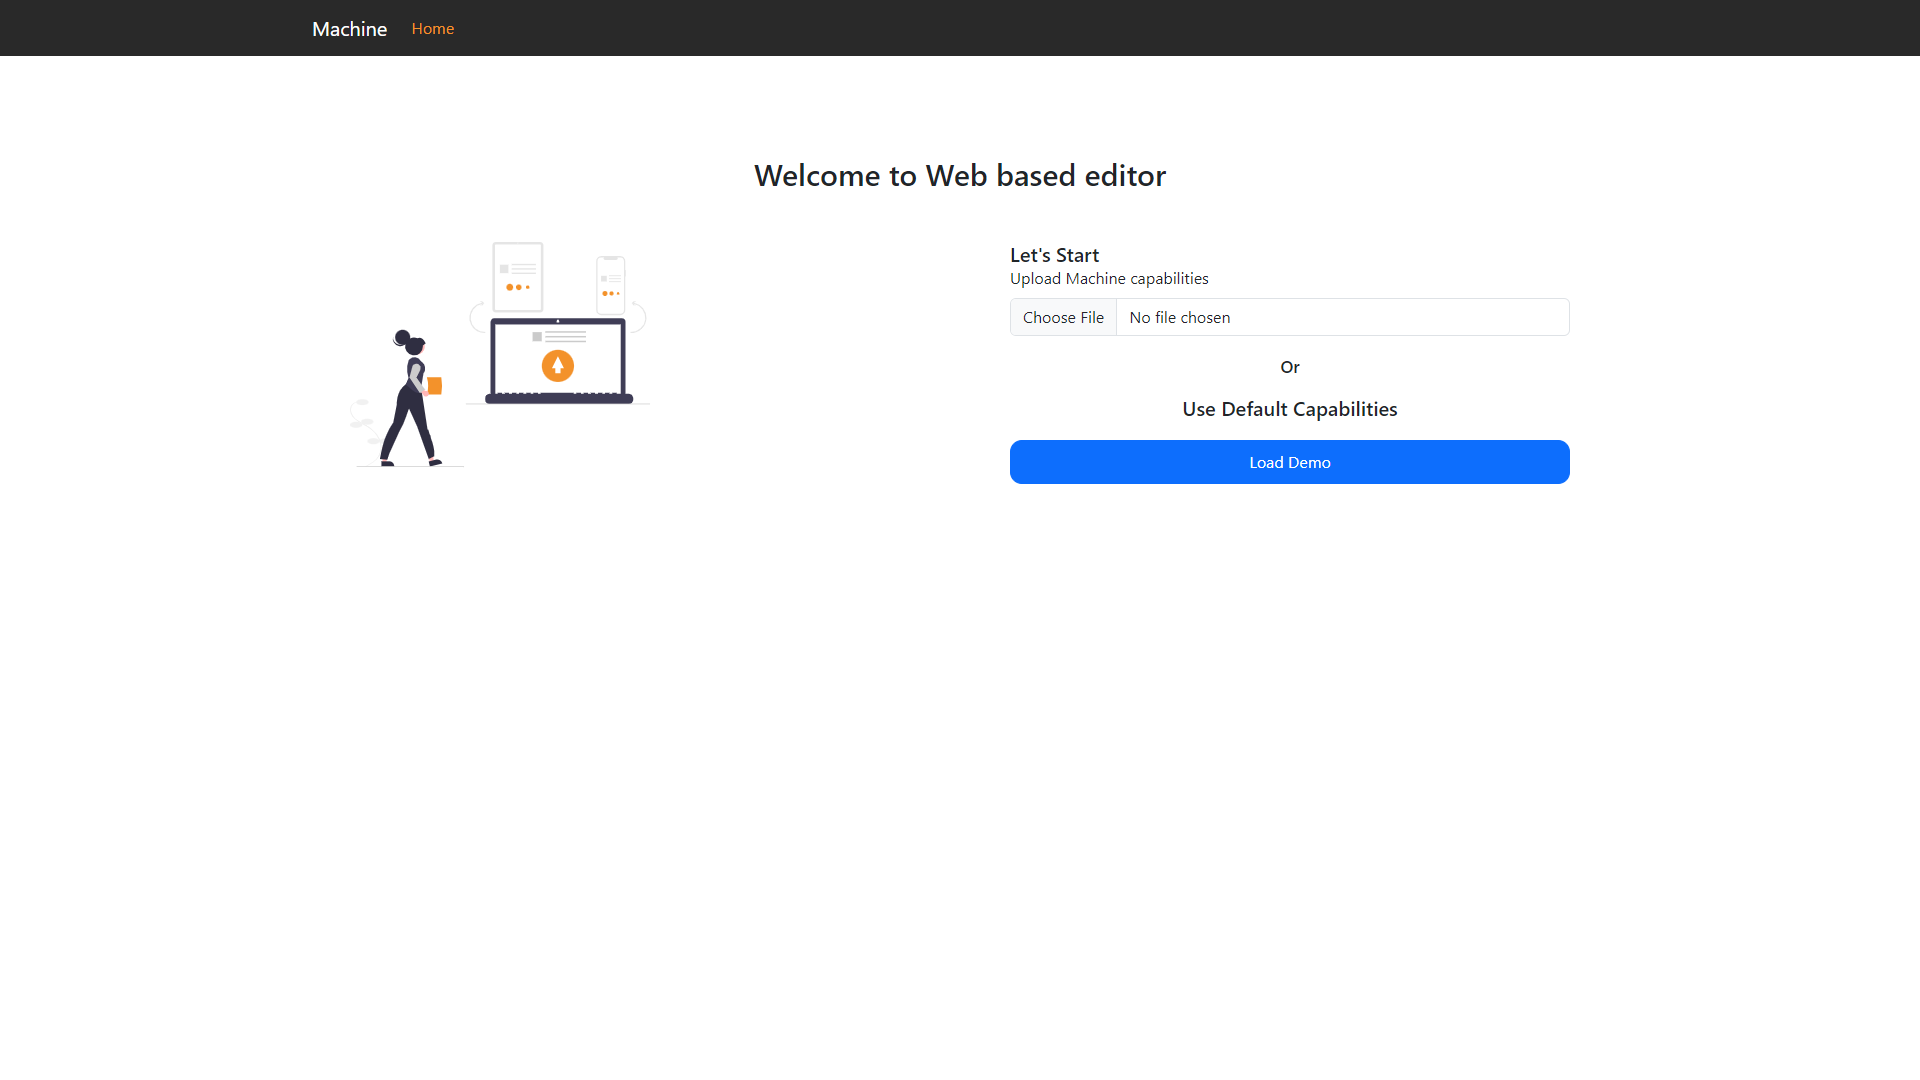 Machine Home
Welcome to Web based editor
Let's Start
Upload Machine capabilities
Choose File No file chosen
Or
Use Default Capabilities
Load Demo